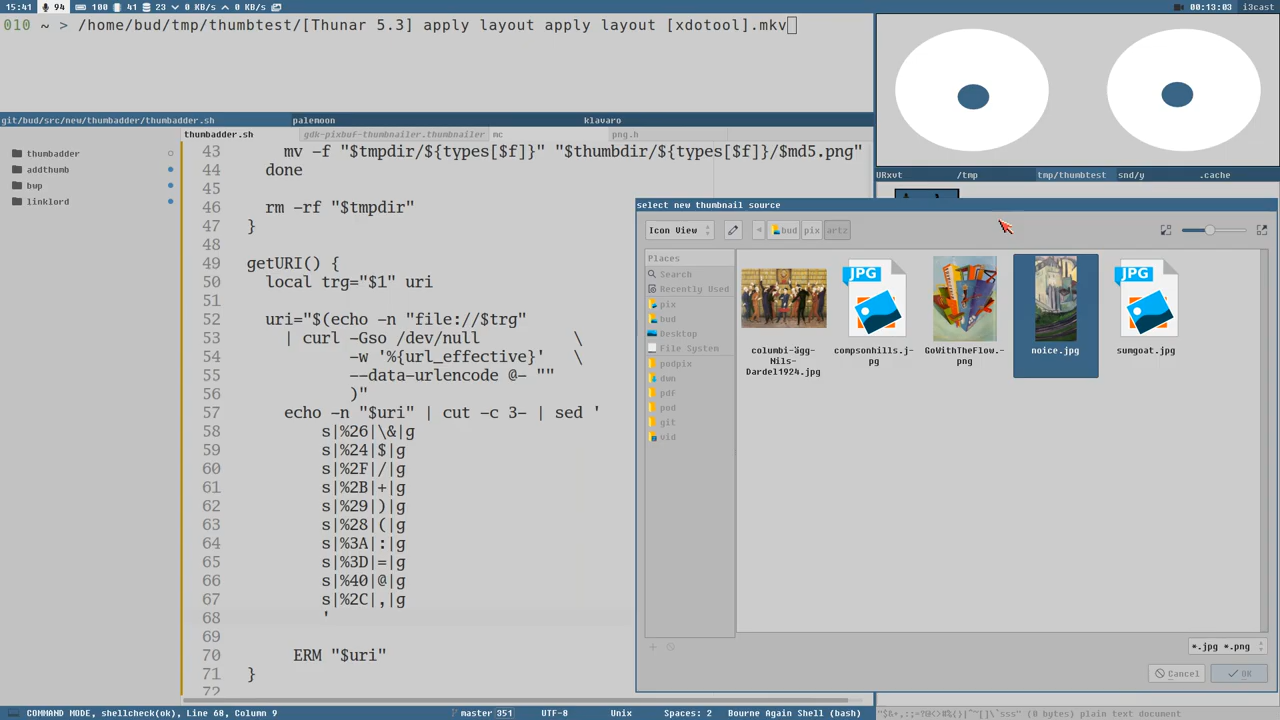 15:41 94 100 41 23 0 KB/s 0 KB/s
00:13:03 i3cast
010 ~ > /home/bud/tmp/thumbtest/[Thunar 5.3] apply layout apply layout [xdotool].mkv
git/bud/src/new/thumbadder/thumbadder.sh palemoon klavaro
thumbadder.sh gdk-pixbuf-thumbnailer.thumbnailer mc png.h
thumbadder
addthumb
bup
linklord
43 mv -f "$tmpdir/${types[$f]}" "$thumbdir/${types[$f]}/$md5.png"
44 done
45
46 rm -rf "$tmpdir"
47 }
48
49 getURI() {
50 local trg="$1" uri
51
52 uri="$(echo -n "file://$trg"
53 | curl -Gso /dev/null \
54 -w '%{url_effective}' \
55 --data-urlencode @- ""
56 )"
57 echo -n "$uri" | cut -c 3- | sed '
58 s|%26|\&|g
59 s|%24|$|g
60 s|%2F|/|g
61 s|%2B|+|g
62 s|%29|)|g
63 s|%28|(|g
64 s|%3A|:|g
65 s|%3D|=|g
66 s|%40|@|g
67 s|%2C|,|g
68 '
69
70 ERM "$uri"
71 }
72
URxvt /tmp tmp/thumbtest snd/y .cache
select new thumbnail source
Icon View bud pix artz
Places
Search
Recently Used
pix
bud
Desktop
File System
podpix
dwn
pdf
pod
git
vid
JPG
JPG
columbi-ägg-
Nils-
Dardel1924.jpg
compsonhills.j-
pg
GoWithTheFlow.-
png
noice.jpg
sumgoat.jpg
*.jpg *.png
Cancel OK
COMMAND MODE, shellcheck(ok), Line 68, Column 9 master 351 UTF-8 Unix Spaces: 2 Bourne Again Shell (bash)
(0 bytes) plain text document